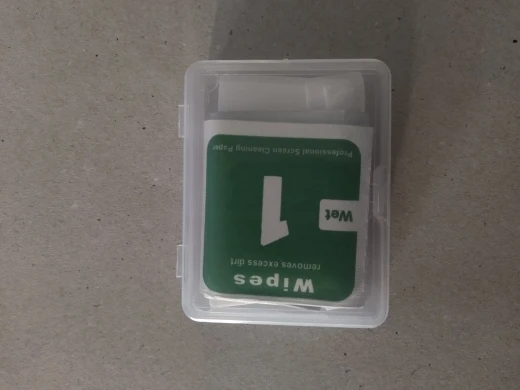 Wipes
removes excess dirt
Wet
1
Professional Screen Cleaning Paper